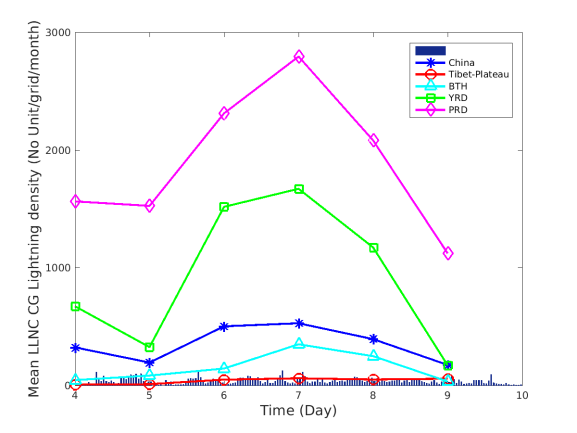 Mean LLNC CG Lightning density (No Unit/grid/month)
3000
2000
1000
0
4 5 6 7 8 9 10
Time (Day)
China
Tibet-Plateau
BTH
YRD
PRD